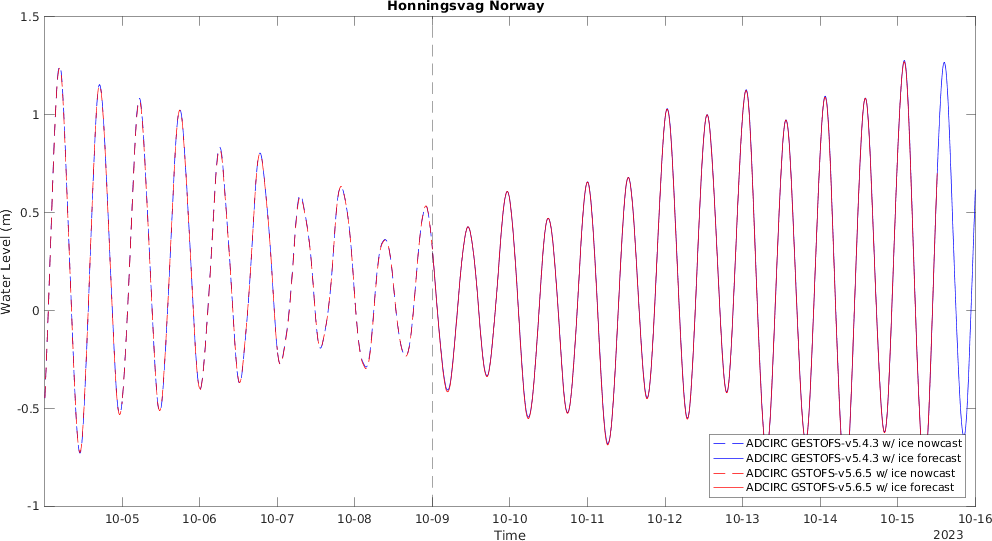 Honningsvag Norway
1.5
1
0.5
0
-0.5
-1
Water Level (m)
ADCIRC GESTOFS-v5.4.3 w/ ice nowcast
ADCIRC GESTOFS-v5.4.3 w/ ice forecast
ADCIRC GSTOFS-v5.6.5 w/ ice nowcast
ADCIRC GSTOFS-v5.6.5 w/ ice forecast
10-05 10-06 10-07 10-08 10-09 10-10 10-11 10-12 10-13 10-14 10-15 10-16
Time
2023